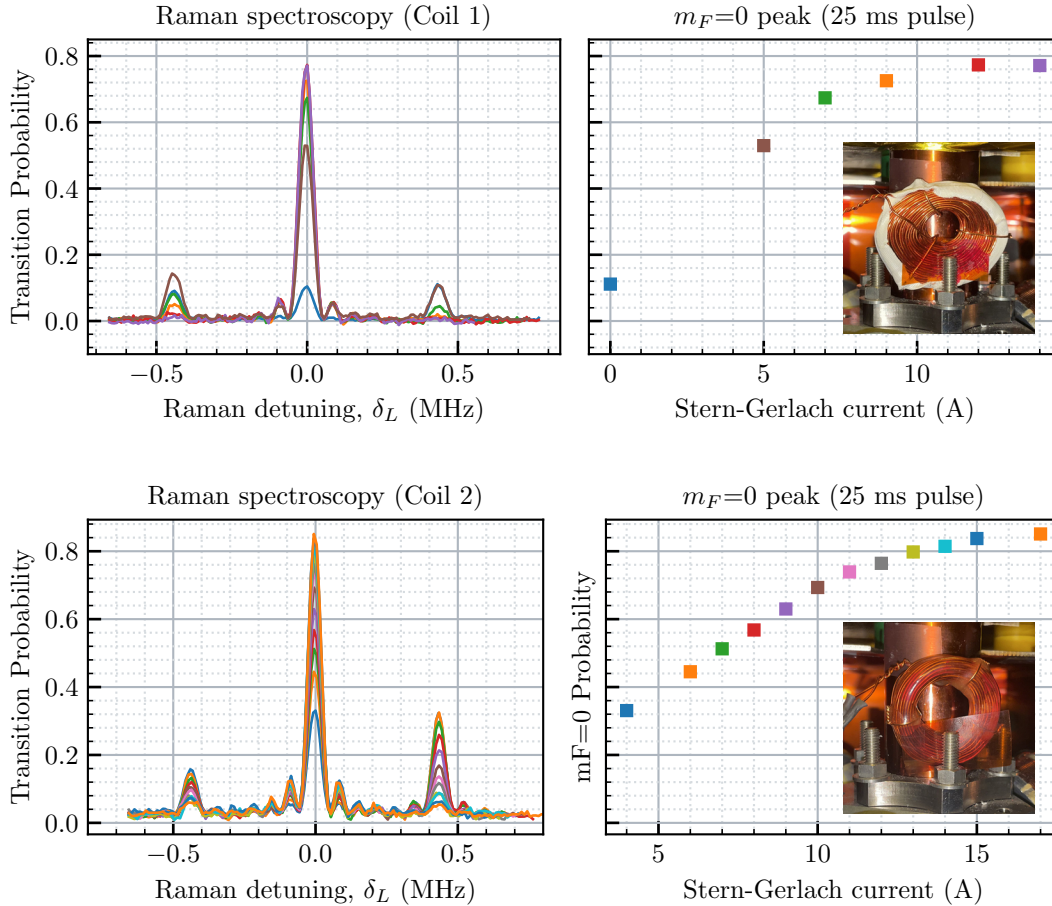 Raman spectroscopy (Coil 1)
m_F=0 peak (25 ms pulse)
Transition Probability
0.8
0.6
0.4
0.2
0.0
−0.5
0.0
0.5
Raman detuning, δ_L (MHz)
0
5
10
Stern-Gerlach current (A)
Raman spectroscopy (Coil 2)
m_F=0 peak (25 ms pulse)
Transition Probability
0.8
0.6
0.4
0.2
0.0
−0.5
0.0
0.5
Raman detuning, δ_L (MHz)
mF=0 Probability
5
10
15
Stern-Gerlach current (A)